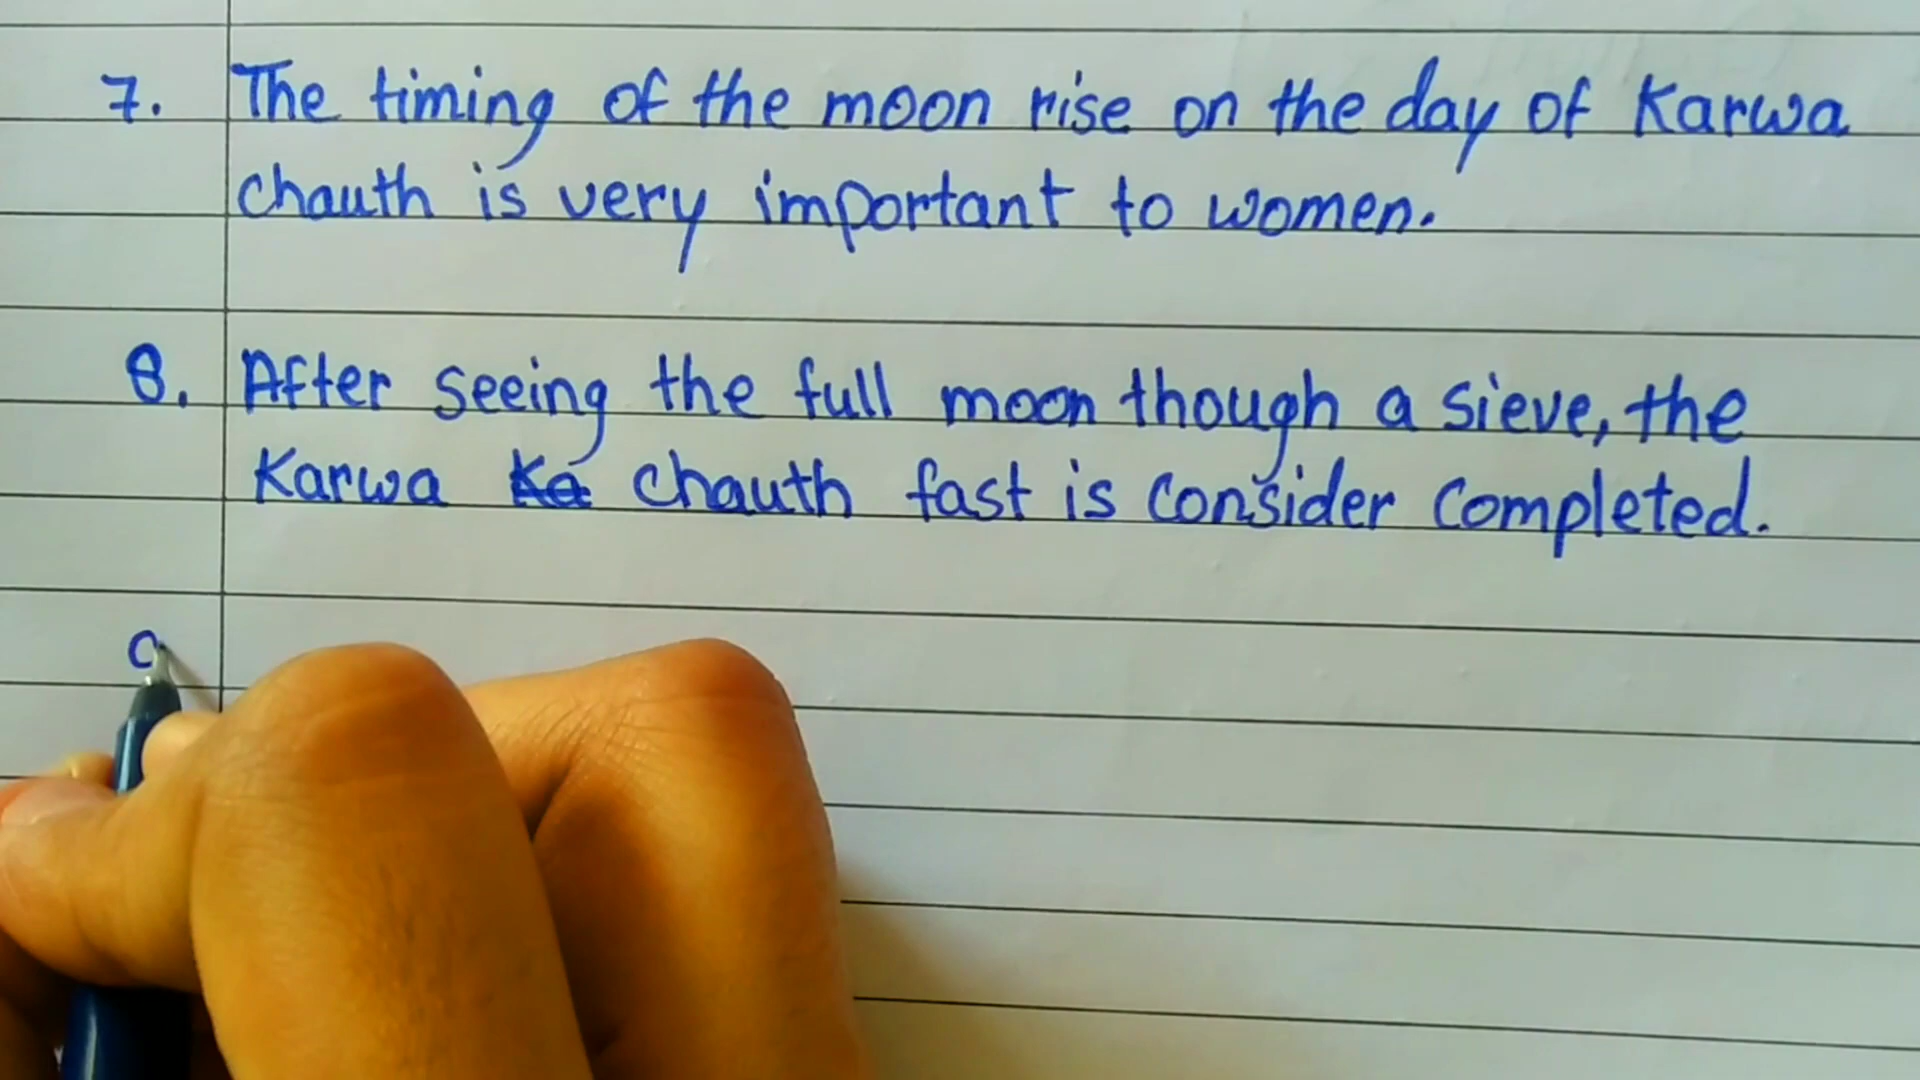 7. The timing of the moon rise on the day of Karwa
chauth is very important to women.
8. After seeing the full moon though a sieve, the
Karwa Ka chauth fast is consider completed.